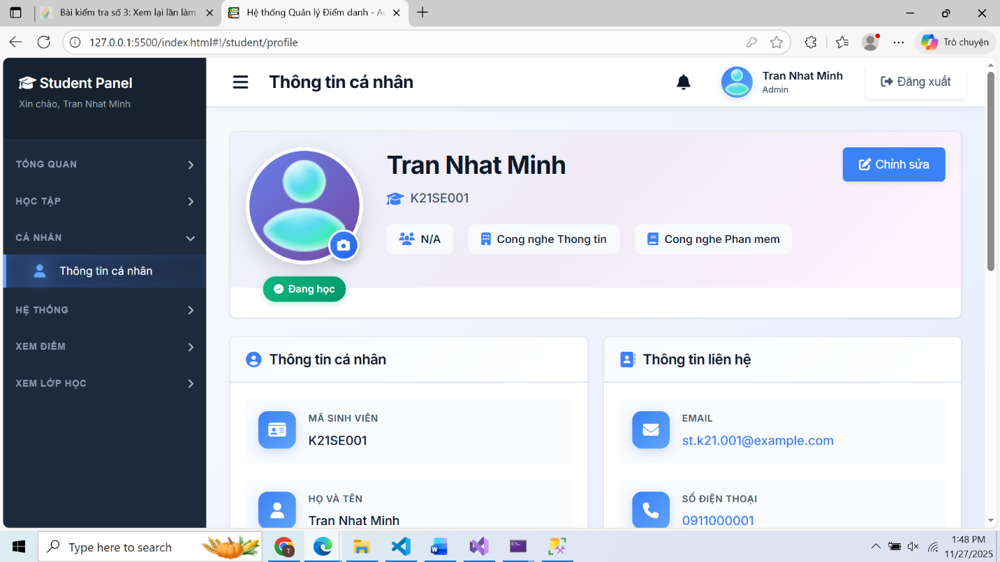 Bài kiểm tra số 3: Xem lại lần làm
Hệ thống Quản lý Điểm danh - Ad
127.0.0.1:5500/index.html#!/student/profile
Trò chuyện
Student Panel
Xin chào, Tran Nhat Minh
Thông tin cá nhân
Tran Nhat Minh
Admin
Đăng xuất
TỔNG QUAN
HỌC TẬP
CÁ NHÂN
Thông tin cá nhân
HỆ THỐNG
XEM ĐIỂM
XEM LỚP HỌC
Tran Nhat Minh
Chỉnh sửa
K21SE001
N/A
Cong nghe Thong tin
Cong nghe Phan mem
Đang học
Thông tin cá nhân
MÃ SINH VIÊN
K21SE001
HỌ VÀ TÊN
Tran Nhat Minh
Thông tin liên hệ
EMAIL
st.k21.001@example.com
SỐ ĐIỆN THOẠI
0911000001
Type here to search
T
1:48 PM
11/27/2025